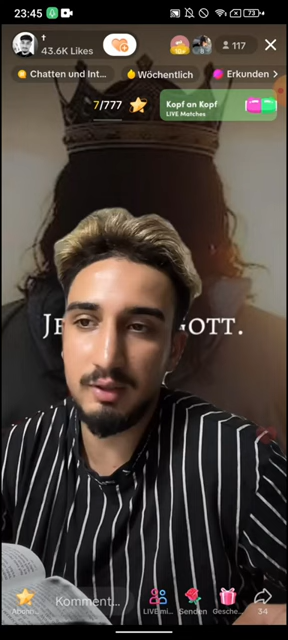 23:45
73
†
43.6K Likes
117
Chatten und Int...
Wöchentlich
Erkunden >
7/777
Kopf an Kopf
LIVE Matches
GOTT.
Komment...
LIVE mi...
Senden
Gesche...
34